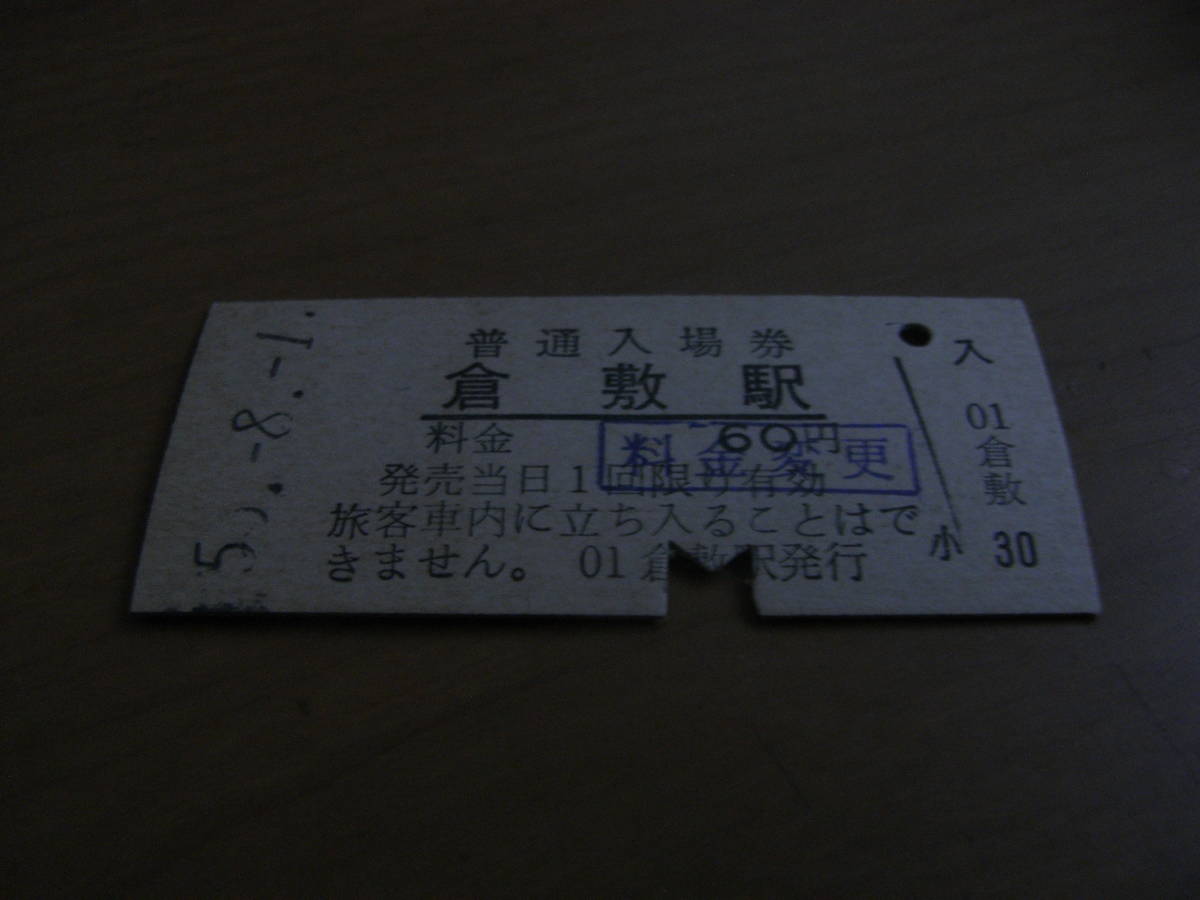 普通入場券
倉敷駅
料金 60円
料金変更
発売当日1回限り有効
旅客車内に立ち入ることはで
きません。 01倉敷駅発行
入
01
倉敷
小 30
-8.-1.